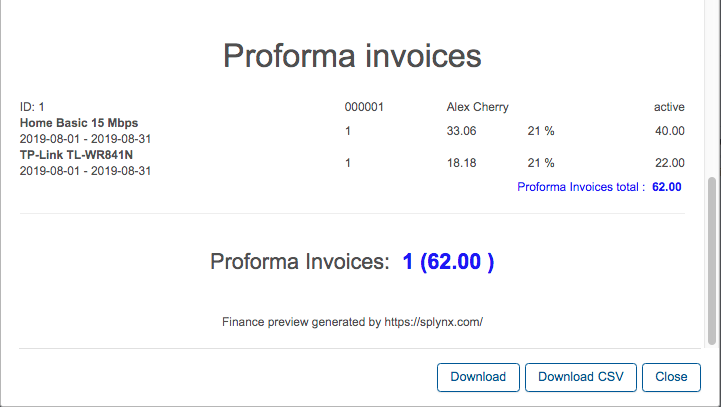 Proforma invoices
ID: 1 000001 Alex Cherry active
Home Basic 15 Mbps
2019-08-01 - 2019-08-31 1 33.06 21 % 40.00
TP-Link TL-WR841N
2019-08-01 - 2019-08-31 1 18.18 21 % 22.00
Proforma Invoices total : 62.00
Proforma Invoices: 1 (62.00 )
Finance preview generated by https://splynx.com/
Download Download CSV Close